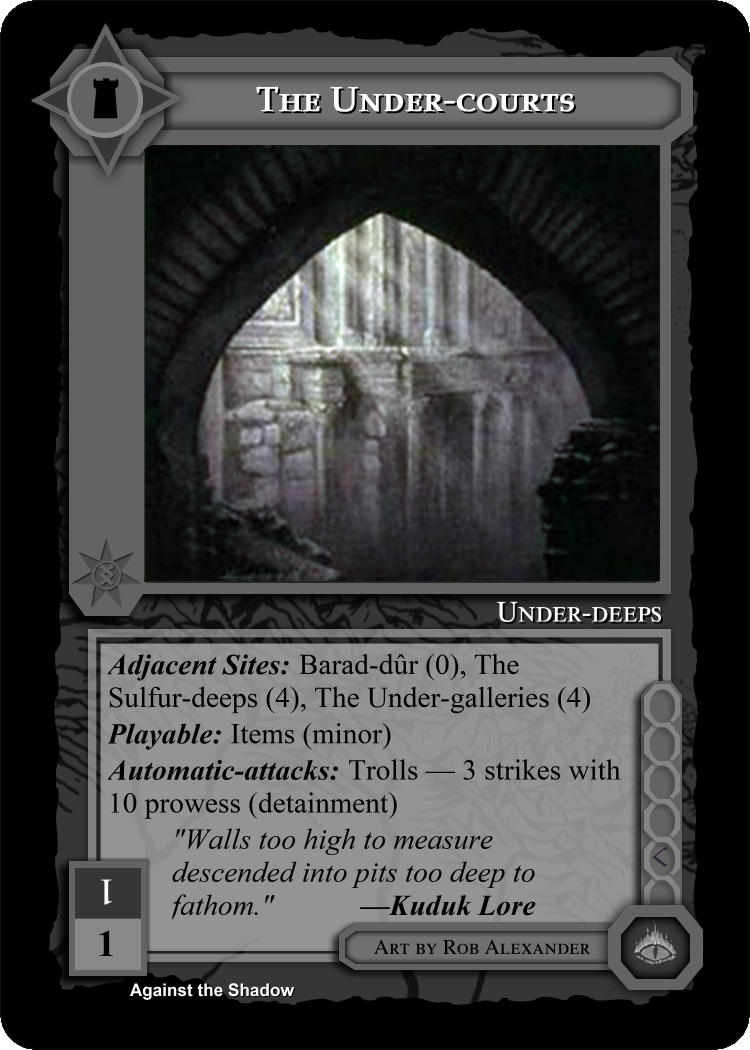 The Under-courts
Under-deeps
Adjacent Sites: Barad-dûr (0), The
Sulfur-deeps (4), The Under-galleries (4)
Playable: Items (minor)
Automatic-attacks: Trolls — 3 strikes with
10 prowess (detainment)
"Walls too high to measure
descended into pits too deep to
fathom." —Kuduk Lore
1
1
Art by Rob Alexander
Against the Shadow